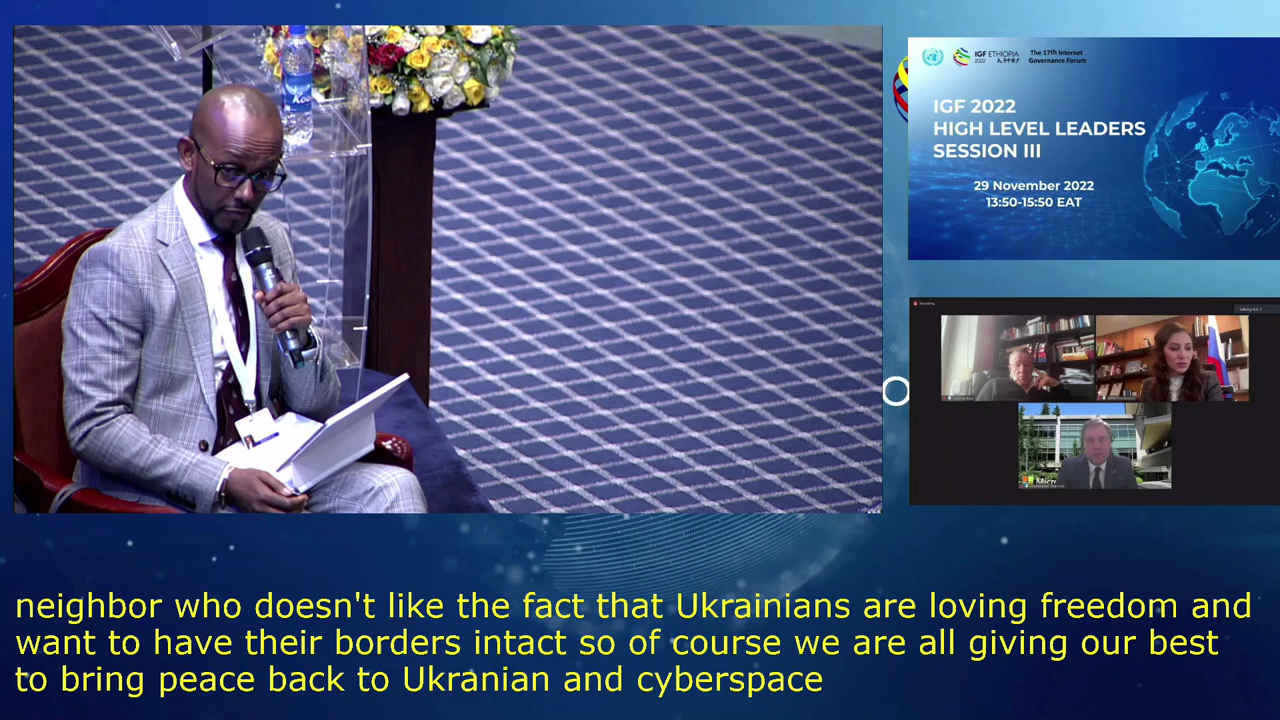 IGF ETHIOPIA
2022 ኢትዮጵያ
The 17th Internet
Governance Forum
IGF 2022
HIGH LEVEL LEADERS
SESSION III
29 November 2022
13:50-15:50 EAT
Recording
neighbor who doesn't like the fact that Ukrainians are loving freedom and
want to have their borders intact so of course we are all giving our best
to bring peace back to Ukranian and cyberspace